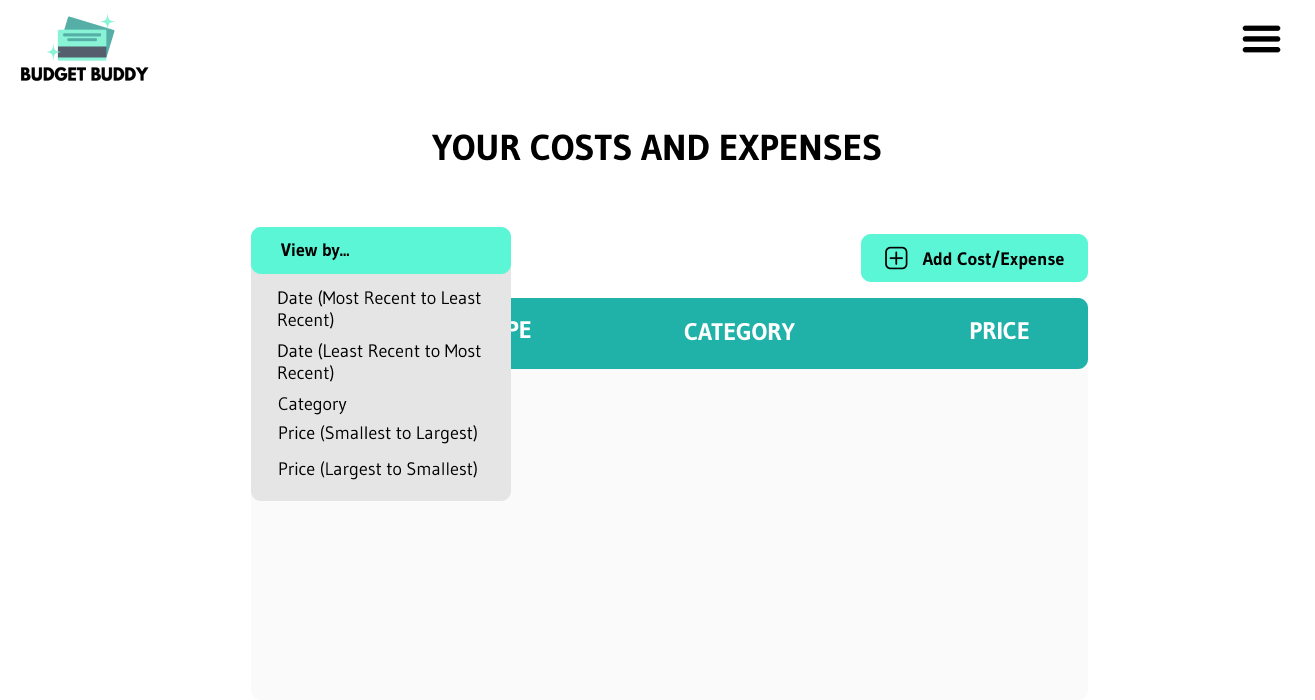 BUDGET BUDDY
YOUR COSTS AND EXPENSES
View by...
Add Cost/Expense
PE
CATEGORY
PRICE
Date (Most Recent to Least
Recent)
Date (Least Recent to Most
Recent)
Category
Price (Smallest to Largest)
Price (Largest to Smallest)